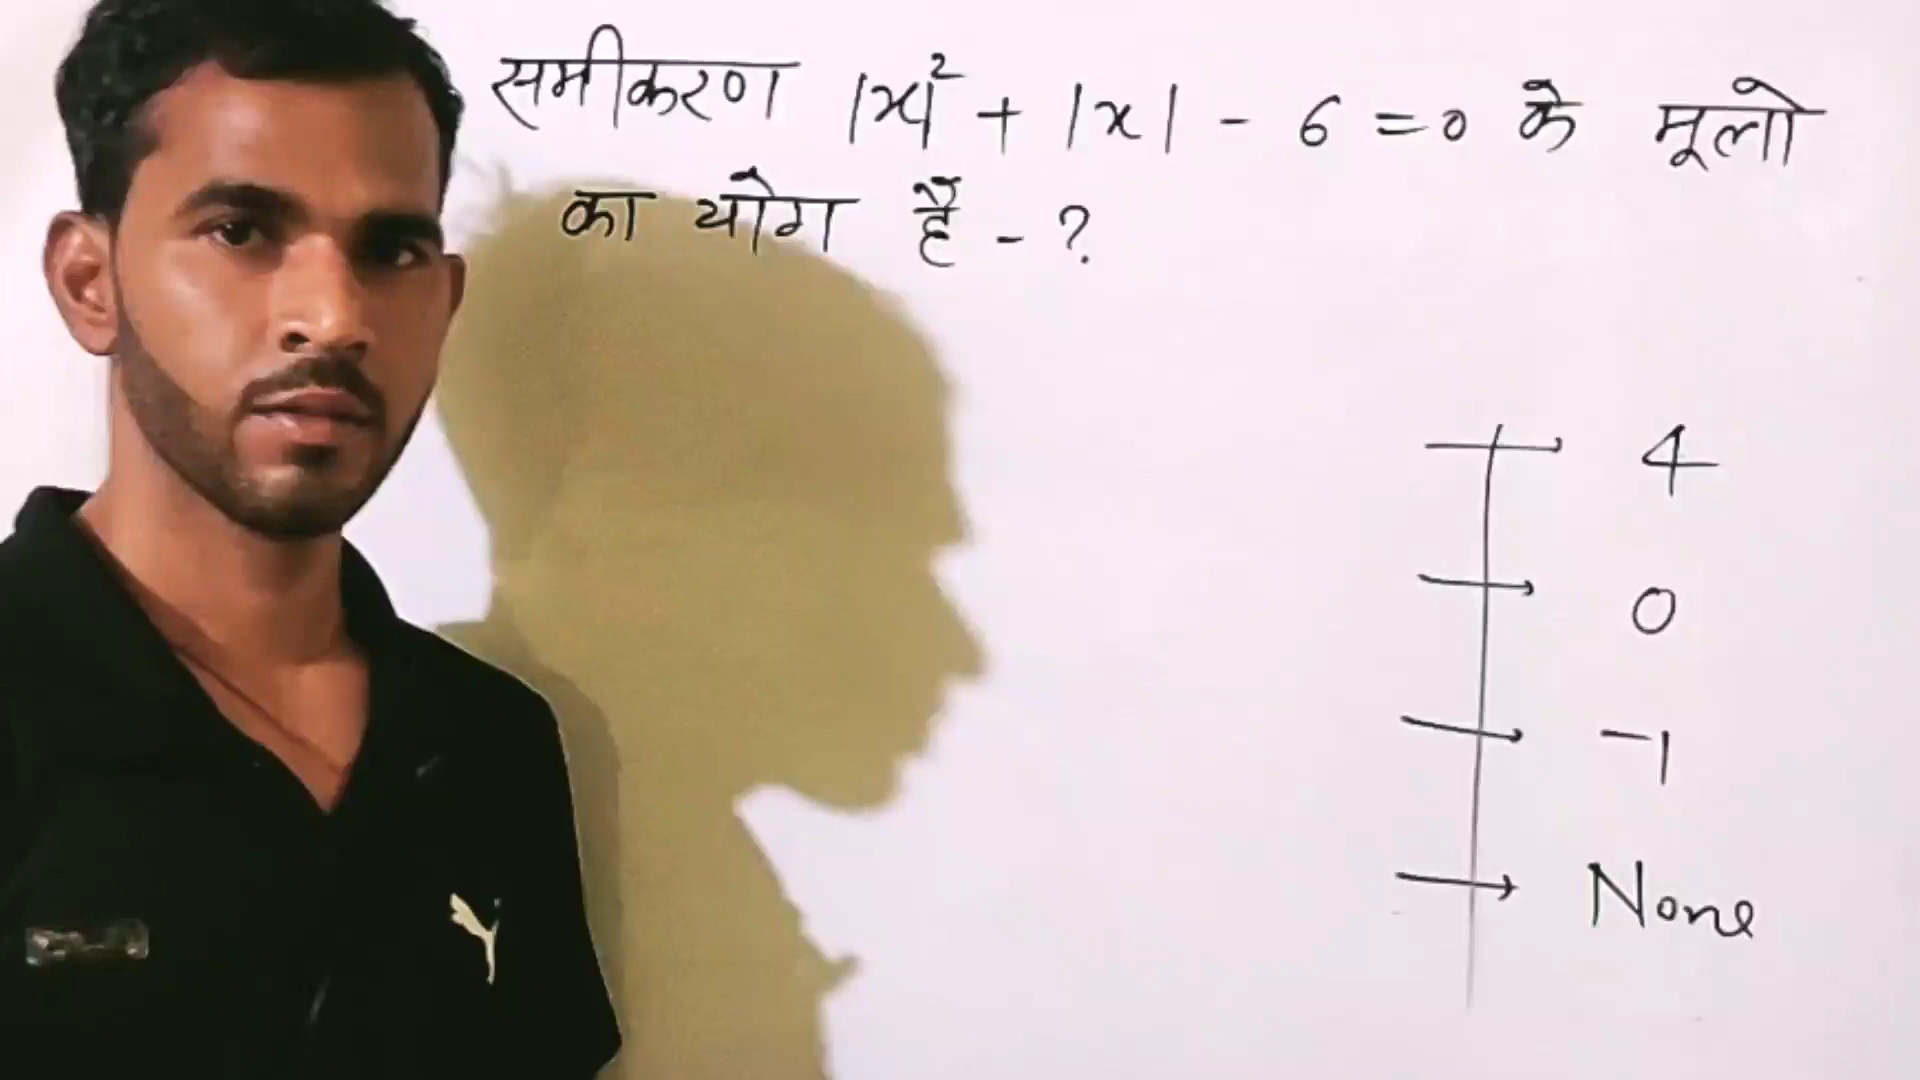 समीकरण |x|² + |x| - 6 = 0 के मूलो
का योग है - ?
4
0
-1
None